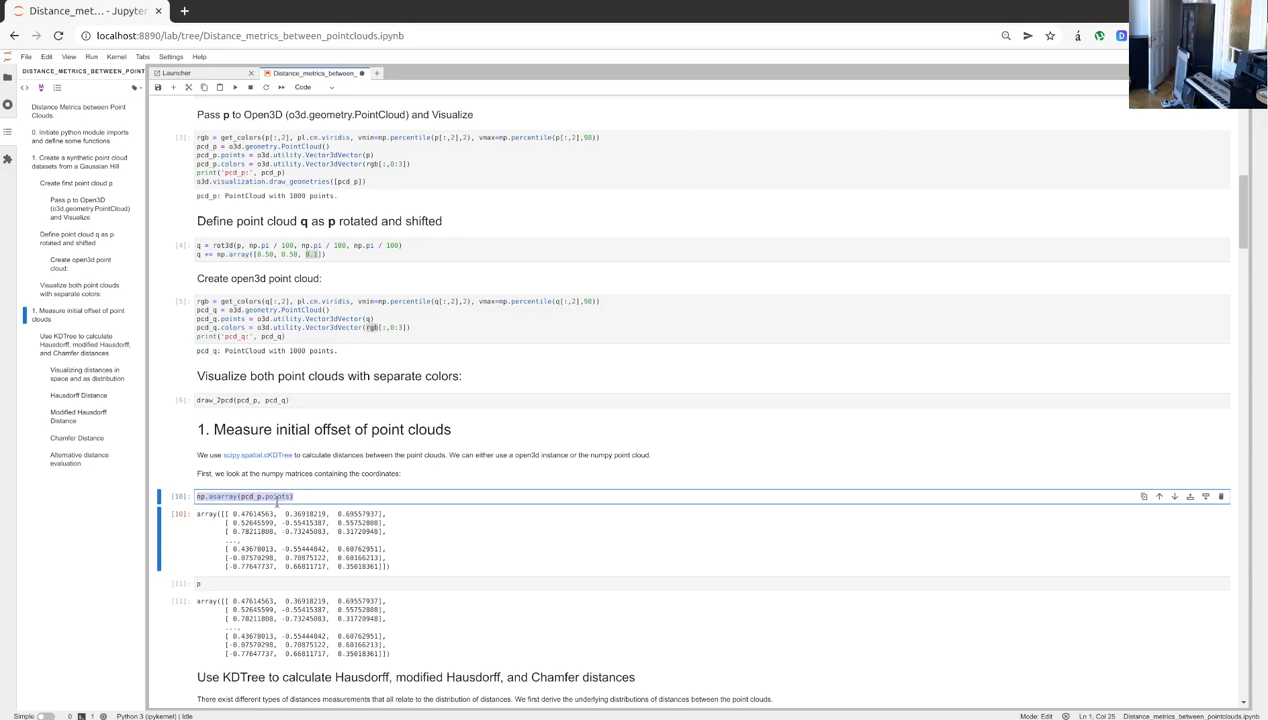 Distance_met... - Jupyter
localhost:8890/lab/tree/Distance_metrics_between_pointclouds.ipynb
File Edit View Run Kernel Tabs Settings Help
DISTANCE_METRICS_BETWEEN_POINT
Launcher
Distance_metrics_between_
Code
Distance Metrics between Point
Clouds
0. Initiate python module imports
and define some functions
1. Create a synthetic point cloud
datasets from a Gaussian Hill
Create first point cloud p
Pass p to Open3D
(o3d.geometry.PointCloud)
and Visualize
Define point cloud q as p
rotated and shifted
Create open3d point
cloud:
Visualize both point clouds
with separate colors:
1. Measure initial offset of point
clouds
Use KDTree to calculate
Hausdorff, modified Hausdorff,
and Chamfer distances
Visualizing distances in
space and as distribution
Hausdorff Distance
Modified Hausdorff
Distance
Chamfer Distance
Alternative distance
evaluation
Pass p to Open3D (o3d.geometry.PointCloud) and Visualize
[3]: rgb = get_colors(p[:,2], pl.cm.viridis, vmin=np.percentile(p[:,2],2), vmax=np.percentile(p[:,2],98))
pcd_p = o3d.geometry.PointCloud()
pcd_p.points = o3d.utility.Vector3dVector(p)
pcd_p.colors = o3d.utility.Vector3dVector(rgb[:,0:3])
print('pcd_p:', pcd_p)
o3d.visualization.draw_geometries([pcd_p])
pcd_p: PointCloud with 1000 points.
Define point cloud q as p rotated and shifted
[4]: q = rot3d(p, np.pi / 100, np.pi / 100, np.pi / 100)
q += np.array([0.50, 0.50, 0.1])
Create open3d point cloud:
[5]: rgb = get_colors(q[:,2], pl.cm.viridis, vmin=np.percentile(q[:,2],2), vmax=np.percentile(q[:,2],98))
pcd_q = o3d.geometry.PointCloud()
pcd_q.points = o3d.utility.Vector3dVector(q)
pcd_q.colors = o3d.utility.Vector3dVector(rgb[:,0:3])
print('pcd_q:', pcd_q)
pcd_q: PointCloud with 1000 points.
Visualize both point clouds with separate colors:
[6]: draw_2pcd(pcd_p, pcd_q)
1. Measure initial offset of point clouds
We use scipy.spatial.cKDTree to calculate distances between the point clouds. We can either use a open3d instance or the numpy point cloud.
First, we look at the numpy matrices containing the coordinates:
[10]: np.asarray(pcd_p.points)
[10]: array([[ 0.47614563, 0.36918219, 0.69557937],
[ 0.52645599, -0.55415387, 0.55752808],
[ 0.78211808, -0.73245083, 0.31720948],
...,
[ 0.43678013, -0.55444842, 0.60762951],
[-0.07570298, 0.70875122, 0.60166213],
[-0.77647737, 0.66811717, 0.35018361]])
[11]: p
[11]: array([[ 0.47614563, 0.36918219, 0.69557937],
[ 0.52645599, -0.55415387, 0.55752808],
[ 0.78211808, -0.73245083, 0.31720948],
...,
[ 0.43678013, -0.55444842, 0.60762951],
[-0.07570298, 0.70875122, 0.60166213],
[-0.77647737, 0.66811717, 0.35018361]])
Use KDTree to calculate Hausdorff, modified Hausdorff, and Chamfer distances
There exist different types of distances measurements that all relate to the distribution of distances. We first derive the underlying distributions of distances between the point clouds.
Simple 0 1 Python 3 (ipykernel) | Idle
Mode: Edit Ln 1, Col 25 Distance_metrics_between_pointclouds.ipynb